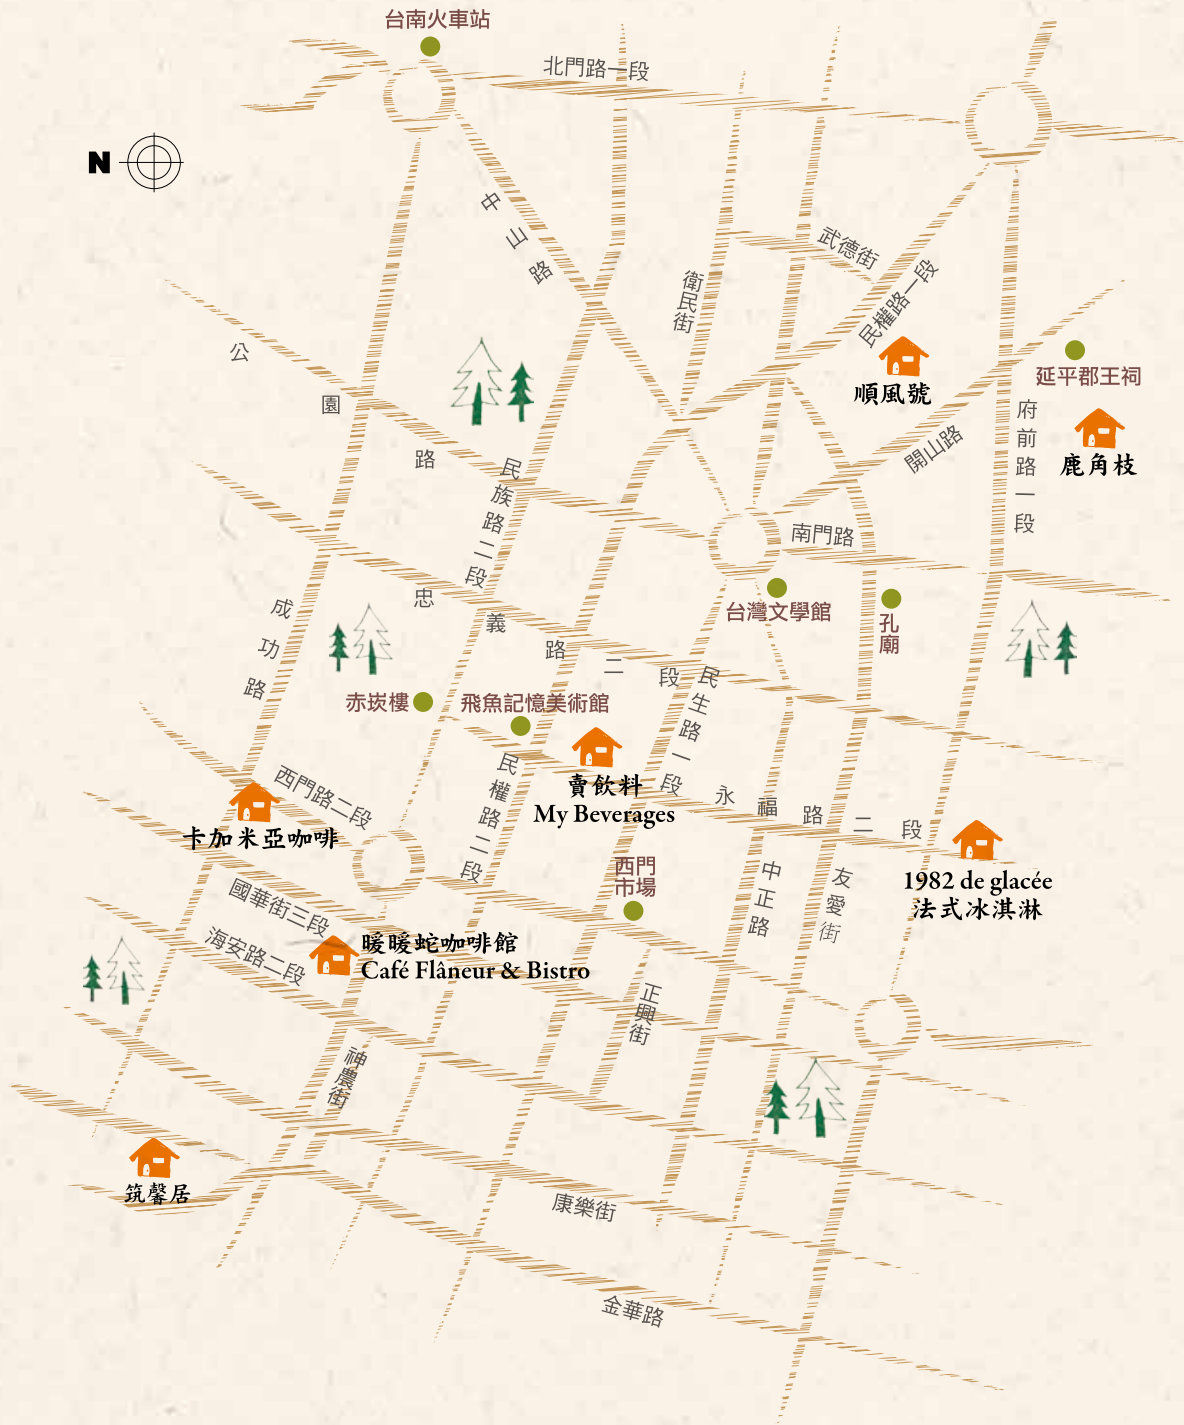 台南火車站
北門路一段
N
中山路
武德街
衛民街
民權路一段
公園路
順風號
延平郡王祠
府前路一段
鹿角枝
開山路
民族路二段
南門路
忠義路二段
台灣文學館
孔廟
成功路
民生路一段
赤崁樓
飛魚記憶美術館
民權路二段
西門路二段
賣飲料
My Beverages
永福路二段
卡加米亞咖啡
西門
市場
中正路
友愛街
1982 de glacée
法式冰淇淋
國華街三段
海安路二段
暖暖蛇咖啡館
Café Flâneur & Bistro
正興街
神農街
筑馨居
康樂街
金華路